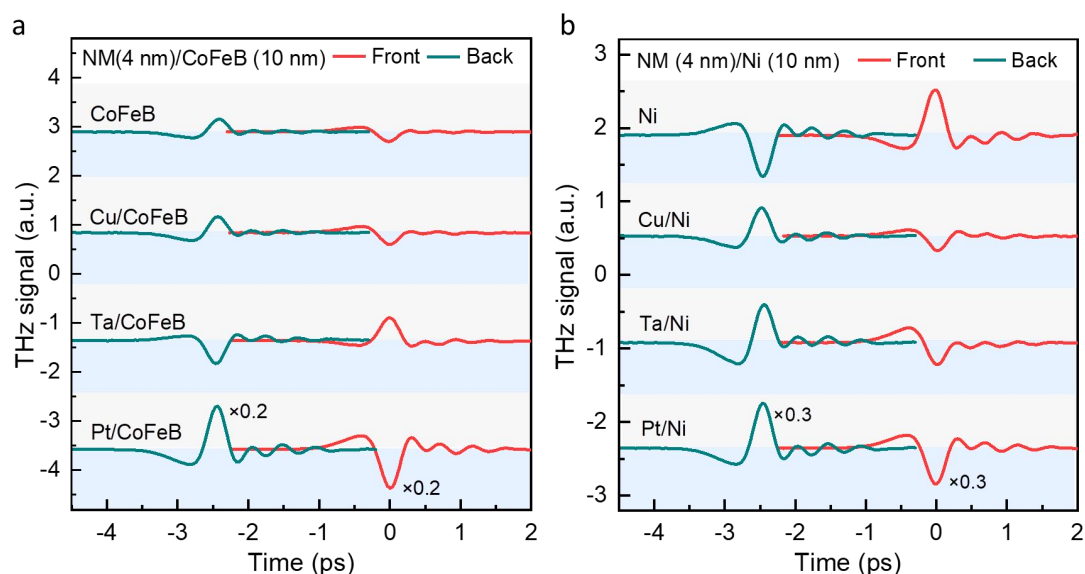 a
NM(4 nm)/CoFeB (10 nm) Front Back
CoFeB
Cu/CoFeB
Ta/CoFeB
Pt/CoFeB
×0.2
×0.2
THz signal (a.u.)
4
3
2
1
0
-1
-2
-3
-4
-4 -3 -2 -1 0 1 2
Time (ps)
b
NM (4 nm)/Ni (10 nm) Front Back
Ni
Cu/Ni
Ta/Ni
Pt/Ni
×0.3
×0.3
THz signal (a.u.)
3
2
1
0
-1
-2
-3
-4 -3 -2 -1 0 1 2
Time (ps)